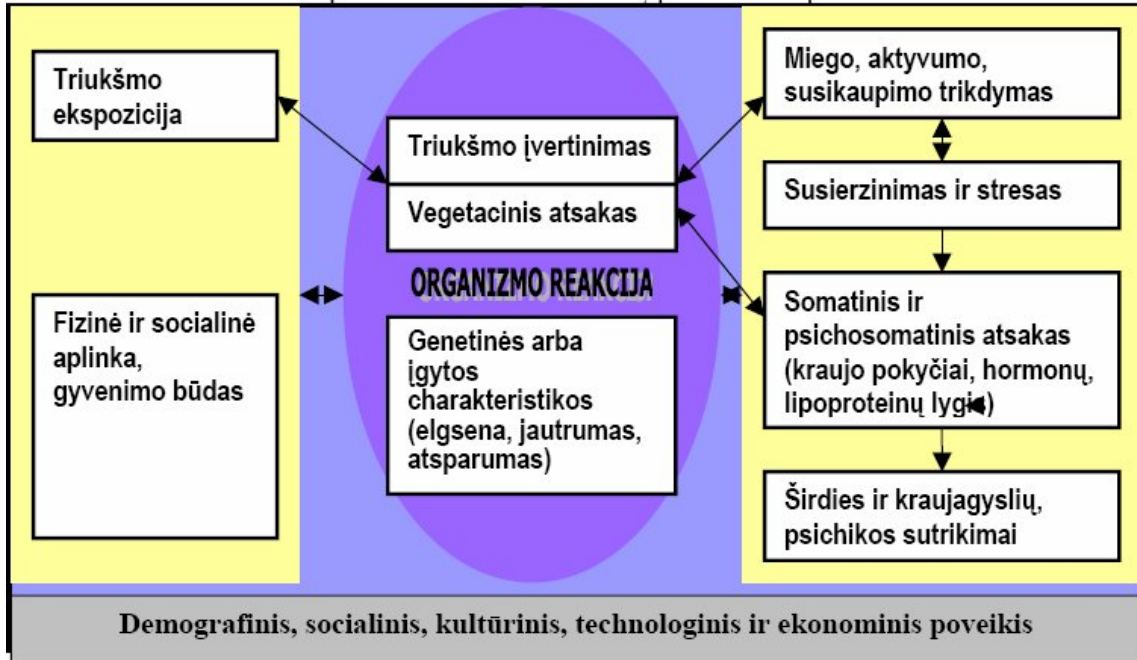 Triukšmo
ekspozicija
Fizinė ir socialinė
aplinka,
gyvenimo būdas
Triukšmo įvertinimas
Vegetacinis atsakas
ORGANIZMO REAKCIJA
Genetinės arba
įgytos
charakteristikos
(elgsena, jautrumas,
atsparumas)
Miego, aktyvumo,
susikaupimo trikdymas
Susierzinimas ir stresas
Somatinis ir
psichosomatinis atsakas
(kraujo pokyčiai, hormonų,
lipoproteinų lygis)
Širdies ir kraujagyslių,
psichikos sutrikimai
Demografinis, socialinis, kultūrinis, technologinis ir ekonominis poveikis